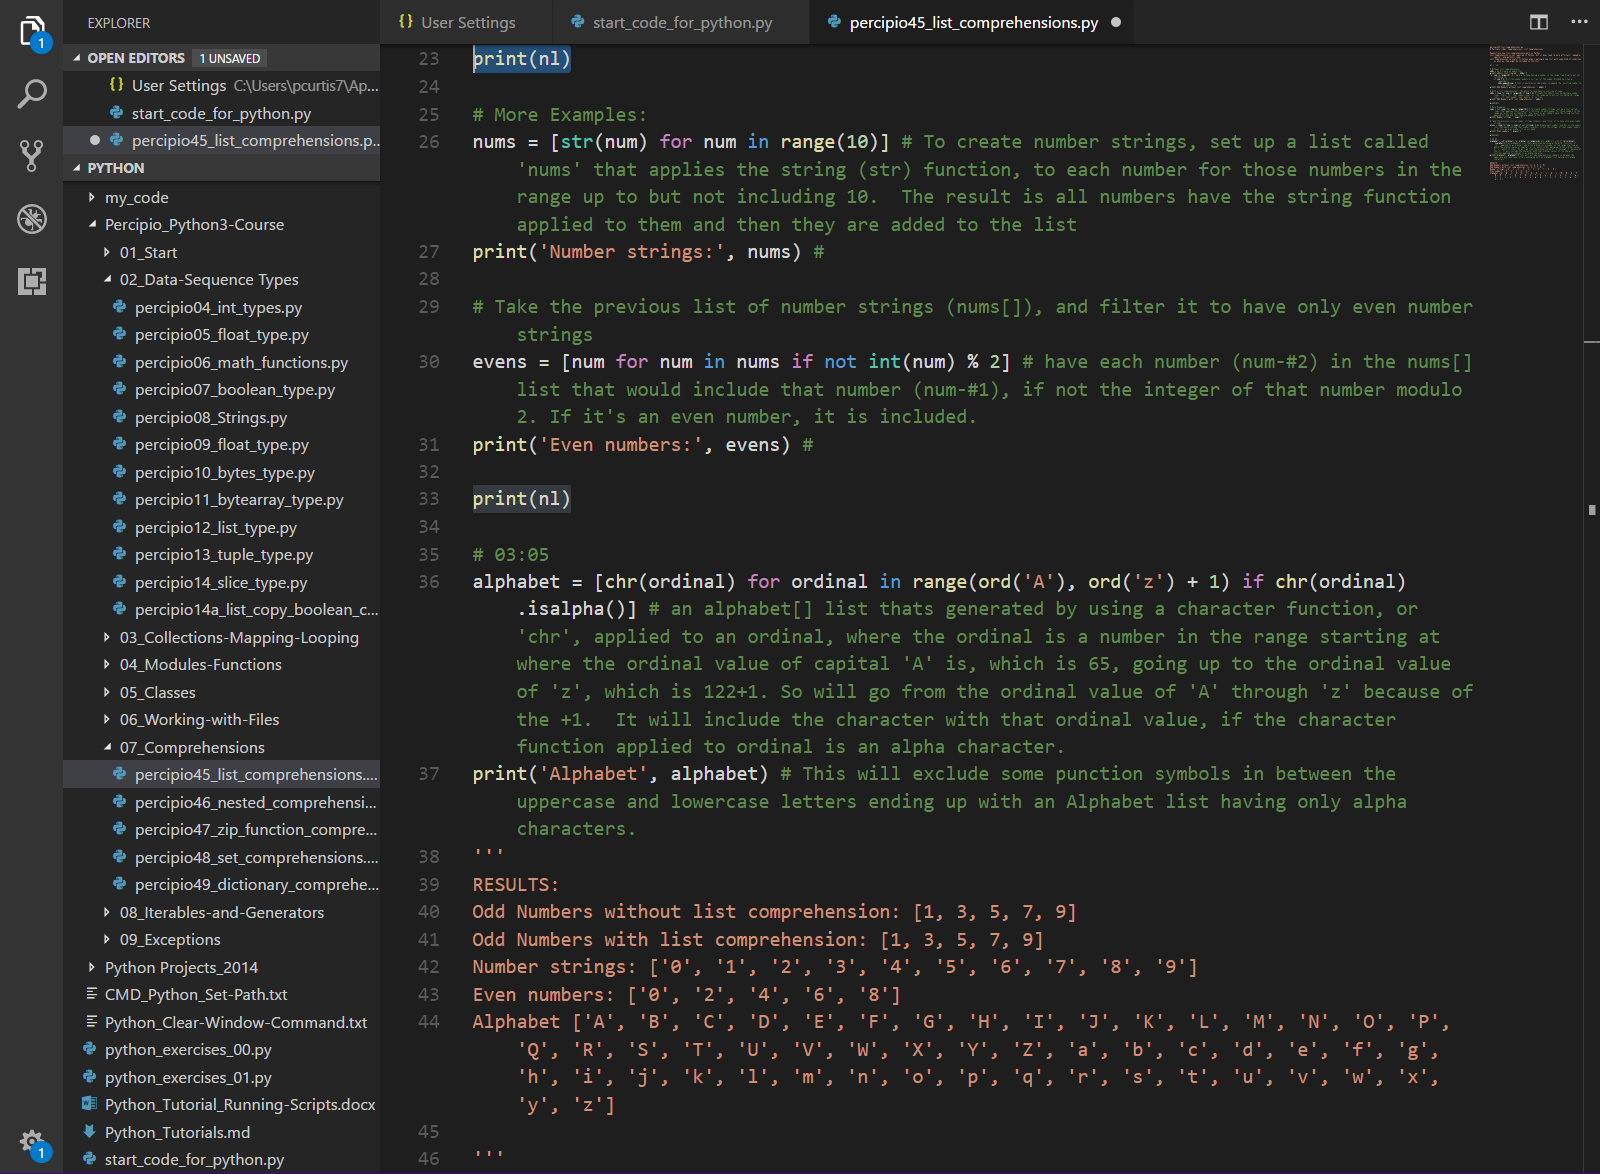 EXPLORER
OPEN EDITORS 1 UNSAVED
{} User Settings C:\Users\pcurtis7\Ap...
start_code_for_python.py
percipio45_list_comprehensions.p...
PYTHON
my_code
Percipio_Python3-Course
01_Start
02_Data-Sequence Types
percipio04_int_types.py
percipio05_float_type.py
percipio06_math_functions.py
percipio07_boolean_type.py
percipio08_Strings.py
percipio09_float_type.py
percipio10_bytes_type.py
percipio11_bytearray_type.py
percipio12_list_type.py
percipio13_tuple_type.py
percipio14_slice_type.py
percipio14a_list_copy_boolean_c...
03_Collections-Mapping-Looping
04_Modules-Functions
05_Classes
06_Working-with-Files
07_Comprehensions
percipio45_list_comprehensions....
percipio46_nested_comprehensi...
percipio47_zip_function_compre...
percipio48_set_comprehensions....
percipio49_dictionary_comprehe...
08_Iterables-and-Generators
09_Exceptions
Python Projects_2014
CMD_Python_Set-Path.txt
Python_Clear-Window-Command.txt
python_exercises_00.py
python_exercises_01.py
Python_Tutorial_Running-Scripts.docx
Python_Tutorials.md
start_code_for_python.py
1
1
{} User Settings
start_code_for_python.py
percipio45_list_comprehensions.py
23 print(nl)
24
25 # More Examples:
26 nums = [str(num) for num in range(10)] # To create number strings, set up a list called
'nums' that applies the string (str) function, to each number for those numbers in the
range up to but not including 10.  The result is all numbers have the string function
applied to them and then they are added to the list
27 print('Number strings:', nums) #
28
29 # Take the previous list of number strings (nums[]), and filter it to have only even number
strings
30 evens = [num for num in nums if not int(num) % 2] # have each number (num-#2) in the nums[]
list that would include that number (num-#1), if not the integer of that number modulo
2. If it's an even number, it is included.
31 print('Even numbers:', evens) #
32
33 print(nl)
34
35 # 03:05
36 alphabet = [chr(ordinal) for ordinal in range(ord('A'), ord('z') + 1) if chr(ordinal)
.isalpha()] # an alphabet[] list thats generated by using a character function, or
'chr', applied to an ordinal, where the ordinal is a number in the range starting at
where the ordinal value of capital 'A' is, which is 65, going up to the ordinal value
of 'z', which is 122+1. So will go from the ordinal value of 'A' through 'z' because of
the +1.  It will include the character with that ordinal value, if the character
function applied to ordinal is an alpha character.
37 print('Alphabet', alphabet) # This will exclude some punction symbols in between the
uppercase and lowercase letters ending up with an Alphabet list having only alpha
characters.
38 '''
39 RESULTS:
40 Odd Numbers without list comprehension: [1, 3, 5, 7, 9]
41 Odd Numbers with list comprehension: [1, 3, 5, 7, 9]
42 Number strings: ['0', '1', '2', '3', '4', '5', '6', '7', '8', '9']
43 Even numbers: ['0', '2', '4', '6', '8']
44 Alphabet ['A', 'B', 'C', 'D', 'E', 'F', 'G', 'H', 'I', 'J', 'K', 'L', 'M', 'N', 'O', 'P',
'Q', 'R', 'S', 'T', 'U', 'V', 'W', 'X', 'Y', 'Z', 'a', 'b', 'c', 'd', 'e', 'f', 'g',
'h', 'i', 'j', 'k', 'l', 'm', 'n', 'o', 'p', 'q', 'r', 's', 't', 'u', 'v', 'w', 'x',
'y', 'z']
45
46 '''